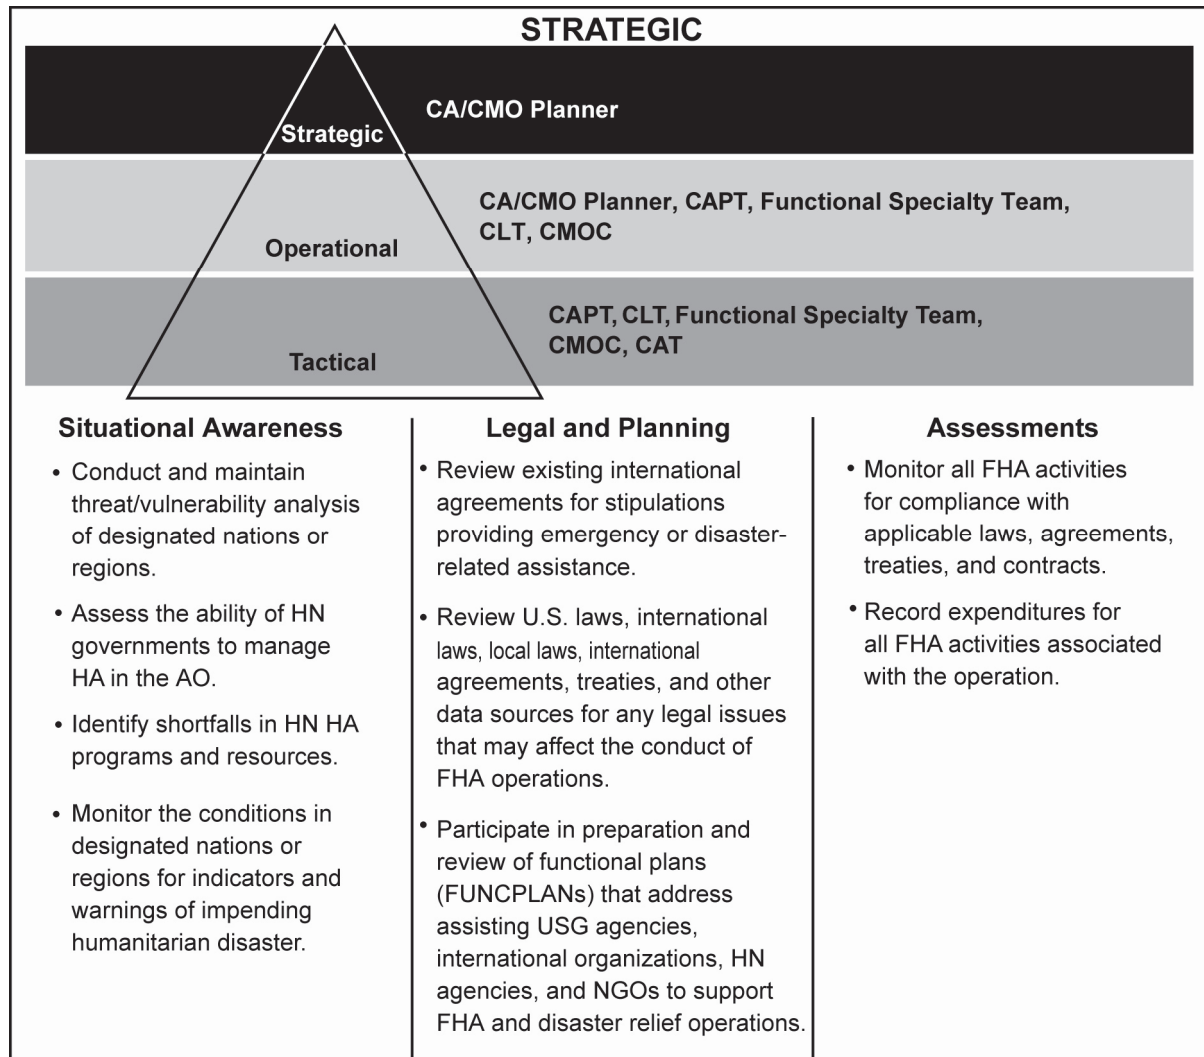 STRATEGIC
Strategic
CA/CMO Planner
Operational
CA/CMO Planner, CAPT, Functional Specialty Team,
CLT, CMOC
Tactical
CAPT, CLT, Functional Specialty Team,
CMOC, CAT
Situational Awareness
• Conduct and maintain
threat/vulnerability analysis
of designated nations or
regions.
• Assess the ability of HN
governments to manage
HA in the AO.
• Identify shortfalls in HN HA
programs and resources.
• Monitor the conditions in
designated nations or
regions for indicators and
warnings of impending
humanitarian disaster.
Legal and Planning
• Review existing international
agreements for stipulations
providing emergency or disaster-
related assistance.
• Review U.S. laws, international
laws, local laws, international
agreements, treaties, and other
data sources for any legal issues
that may affect the conduct of
FHA operations.
• Participate in preparation and
review of functional plans
(FUNCPLANs) that address
assisting USG agencies,
international organizations, HN
agencies, and NGOs to support
FHA and disaster relief operations.
Assessments
• Monitor all FHA activities
for compliance with
applicable laws, agreements,
treaties, and contracts.
• Record expenditures for
all FHA activities associated
with the operation.